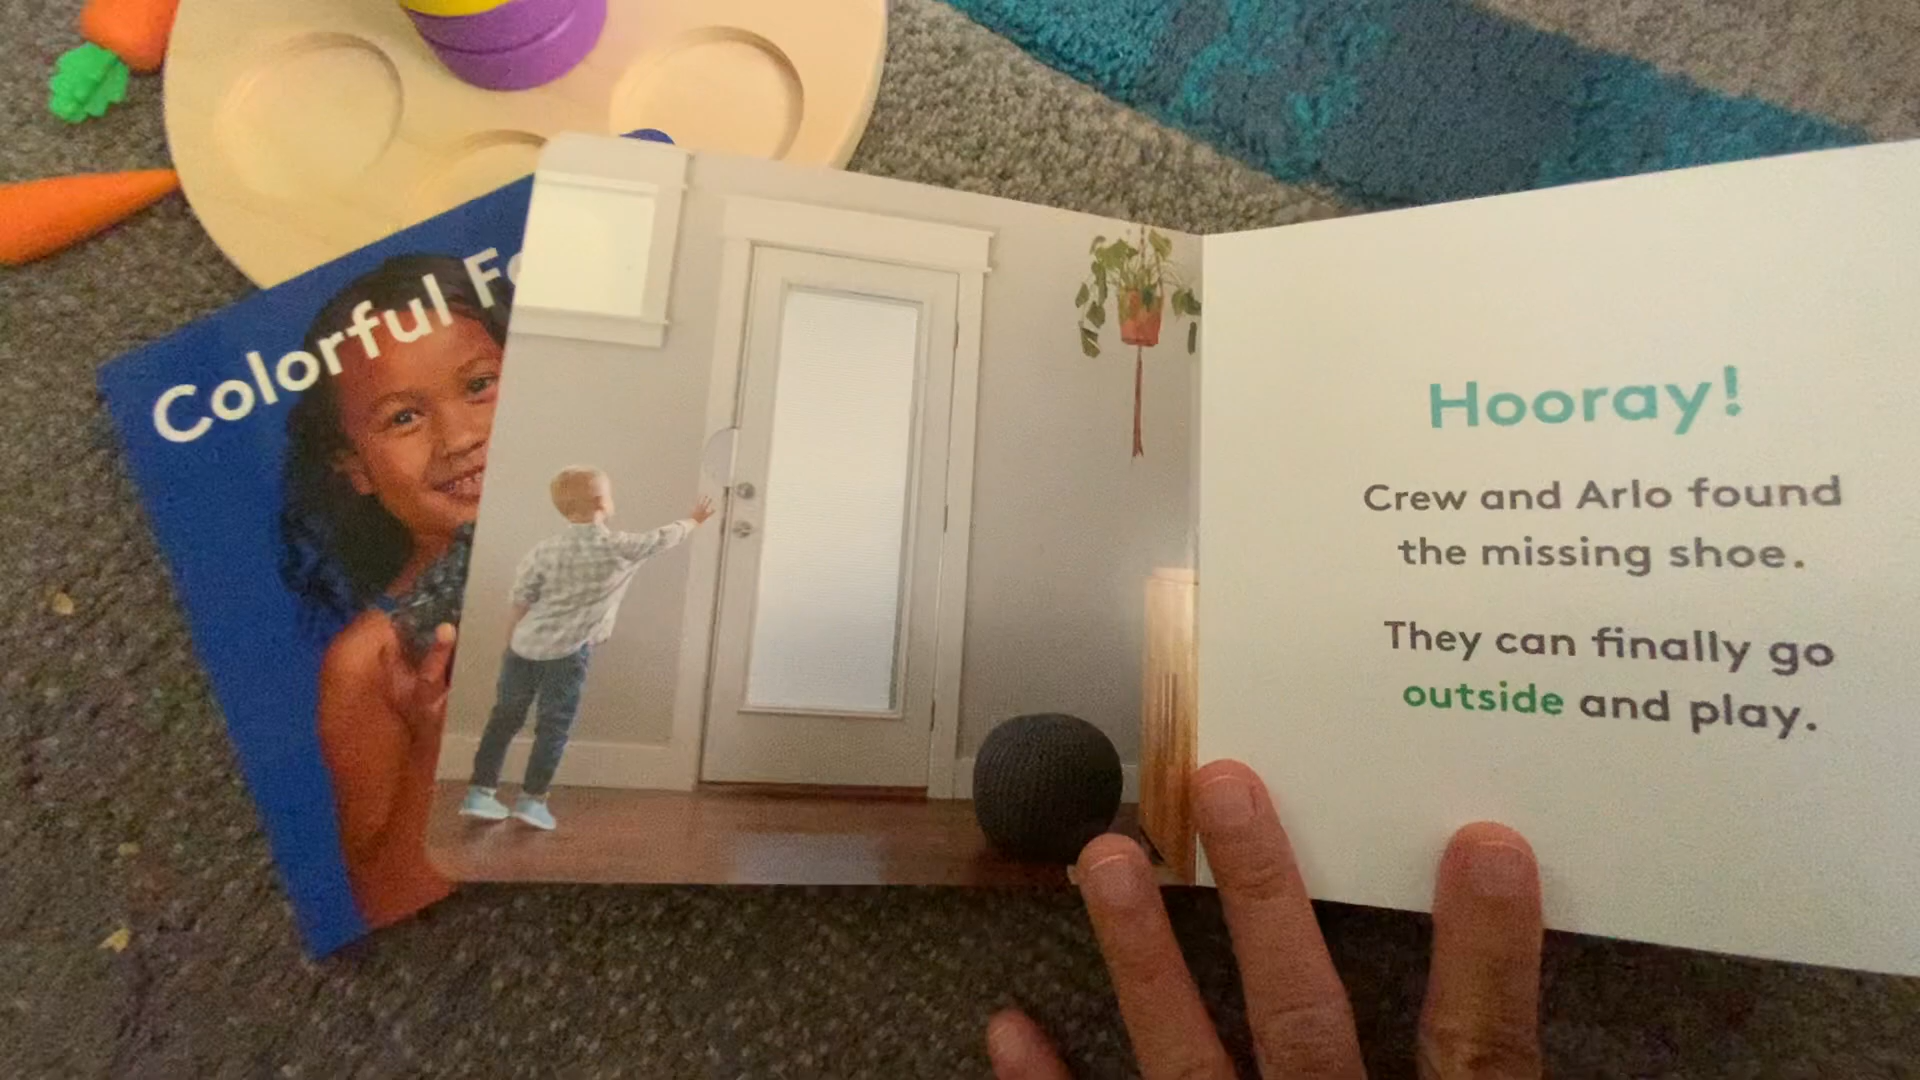 Colorful
Hooray!
Crew and Arlo found
the missing shoe.
They can finally go
outside and play.